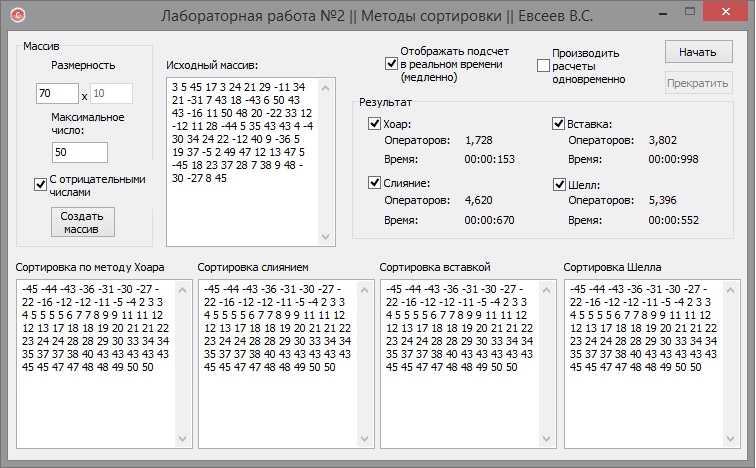 Лабораторная работа №2 || Методы сортировки || Евсеев В.С.
Массив
Размерность
70 x 10
Максимальное
число:
50
С отрицательными
числами
Создать
массив
Исходный массив:
3 5 45 17 3 24 21 29 -11 34
21 -31 7 43 18 -43 6 50 43
43 -16 11 50 48 20 -22 33 12
-12 11 28 -44 5 35 43 43 4 -4
30 34 24 22 -12 40 9 -36 5
19 37 -5 2 49 47 12 13 47 5
-45 18 23 37 28 7 38 9 48 -
30 -27 8 45
Отображать подсчет
в реальном времени
(медленно)
Производить
расчеты
одновременно
Начать
Прекратить
Результат
Хоар:
Операторов: 1,728
Время: 00:00:153
Вставка:
Операторов: 3,802
Время: 00:00:998
Слияние:
Операторов: 4,620
Время: 00:00:670
Шелл:
Операторов: 5,396
Время: 00:00:552
Сортировка по методу Хоара
-45 -44 -43 -36 -31 -30 -27 -
22 -16 -12 -12 -11 -5 -4 2 3 3
4 5 5 5 5 6 7 7 8 9 9 11 11 12
12 13 17 18 18 19 20 21 21 22
23 24 24 28 28 29 30 33 34 34
35 37 37 38 40 43 43 43 43 43
45 45 47 47 48 48 49 50 50
Сортировка слиянием
-45 -44 -43 -36 -31 -30 -27 -
22 -16 -12 -12 -11 -5 -4 2 3 3
4 5 5 5 5 6 7 7 8 9 9 11 11 12
12 13 17 18 18 19 20 21 21 22
23 24 24 28 28 29 30 33 34 34
35 37 37 38 40 43 43 43 43 43
45 45 47 47 48 48 49 50 50
Сортировка вставкой
-45 -44 -43 -36 -31 -30 -27 -
22 -16 -12 -12 -11 -5 -4 2 3 3
4 5 5 5 5 6 7 7 8 9 9 11 11 12
12 13 17 18 18 19 20 21 21 22
23 24 24 28 28 29 30 33 34 34
35 37 37 38 40 43 43 43 43 43
45 45 47 47 48 48 49 50 50
Сортировка Шелла
-45 -44 -43 -36 -31 -30 -27 -
22 -16 -12 -12 -11 -5 -4 2 3 3
4 5 5 5 5 6 7 7 8 9 9 11 11 12
12 13 17 18 18 19 20 21 21 22
23 24 24 28 28 29 30 33 34 34
35 37 37 38 40 43 43 43 43 43
45 45 47 47 48 48 49 50 50